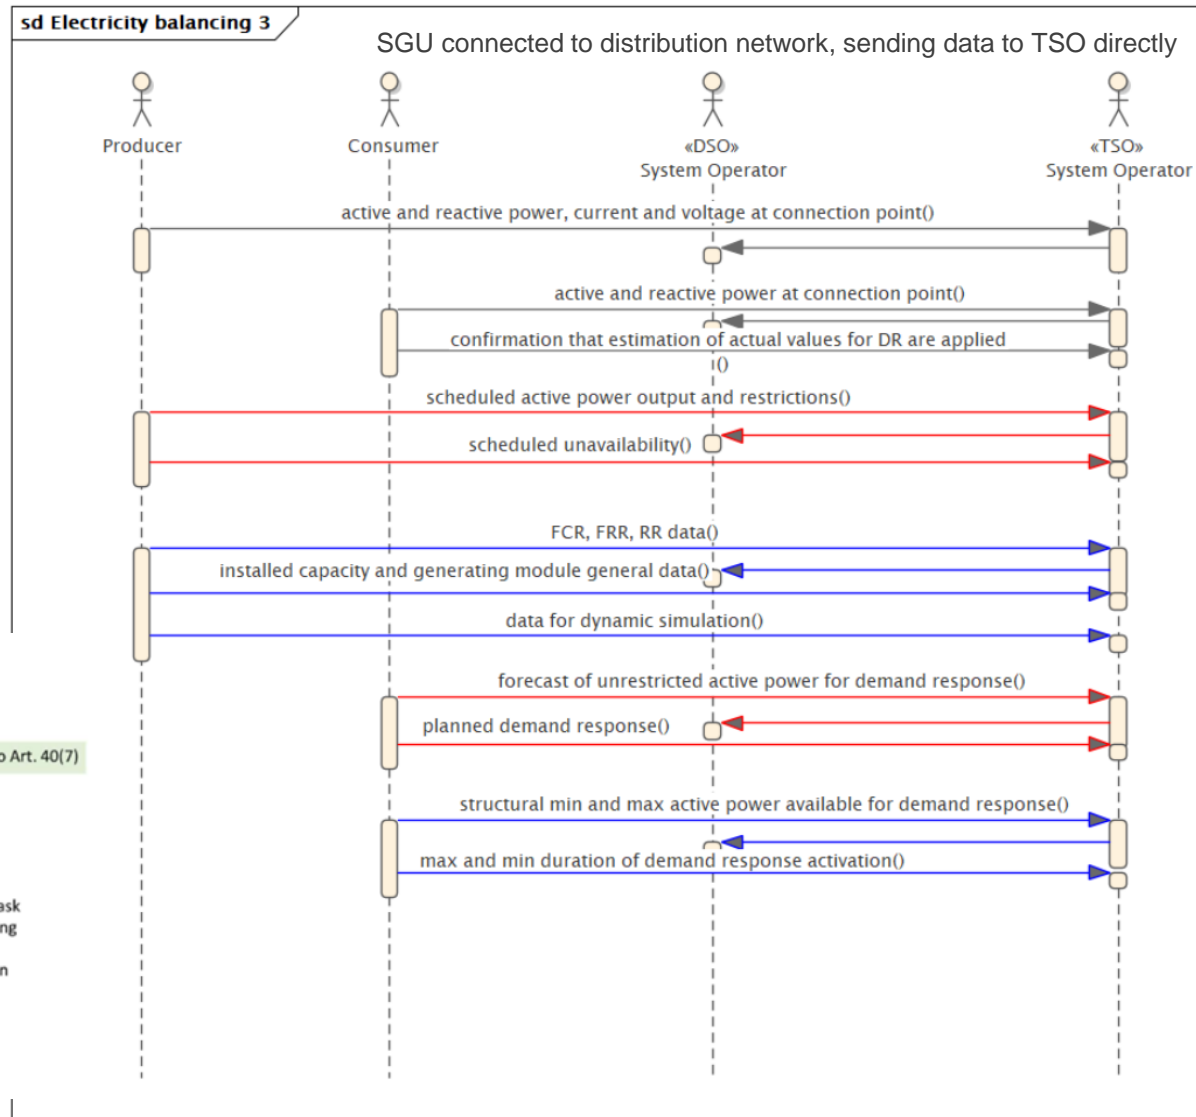 sd Electricity balancing 3
SGU connected to distribution network, sending data to TSO directly
Producer
Consumer
«DSO»
System Operator
«TSO»
System Operator
active and reactive power, current and voltage at connection point()
active and reactive power at connection point()
confirmation that estimation of actual values for DR are applied
()
scheduled active power output and restrictions()
scheduled unavailability()
FCR, FRR, RR data()
installed capacity and generating module general data()
data for dynamic simulation()
forecast of unrestricted active power for demand response()
planned demand response()
Art. 40(7)
structural min and max active power available for demand response()
max and min duration of demand response activation()